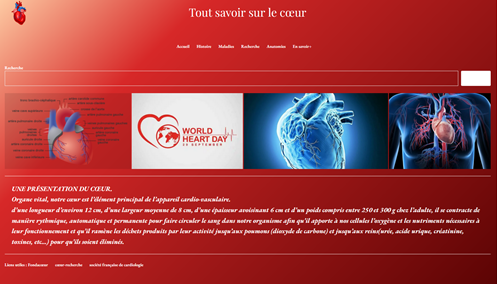 Tout savoir sur le cœur
Accueil Histoire Maladies Recherche Anatomie En savoir +
Recherche
WORLD
HEART DAY
29 SEPTEMBER
UNE PRÉSENTATION DU CŒUR.
Organe vital, notre cœur est l'élément principal de l'appareil cardio-vasculaire.
d'une longueur d'environ 12 cm, d'une largeur moyenne de 8 cm, d'une épaisseur avoisinant 6 cm et d'un poids compris entre 250 et 300 g chez l'adulte, il se contracte de
manière rythmique, automatique et permanente pour faire circuler le sang dans notre organisme afin qu'il apporte à nos cellules l'oxygène et les nutriments nécessaires à
leur fonctionnement et qu'il ramène les déchets produits par leur activité jusqu'aux poumons (dioxyde de carbone) et jusqu'aux reins(urée, acide urique, créatinine,
toxines, etc...) pour qu'ils soient éliminés.
Liens utiles : Fondacoeur cœur-recherche société française de cardiologie